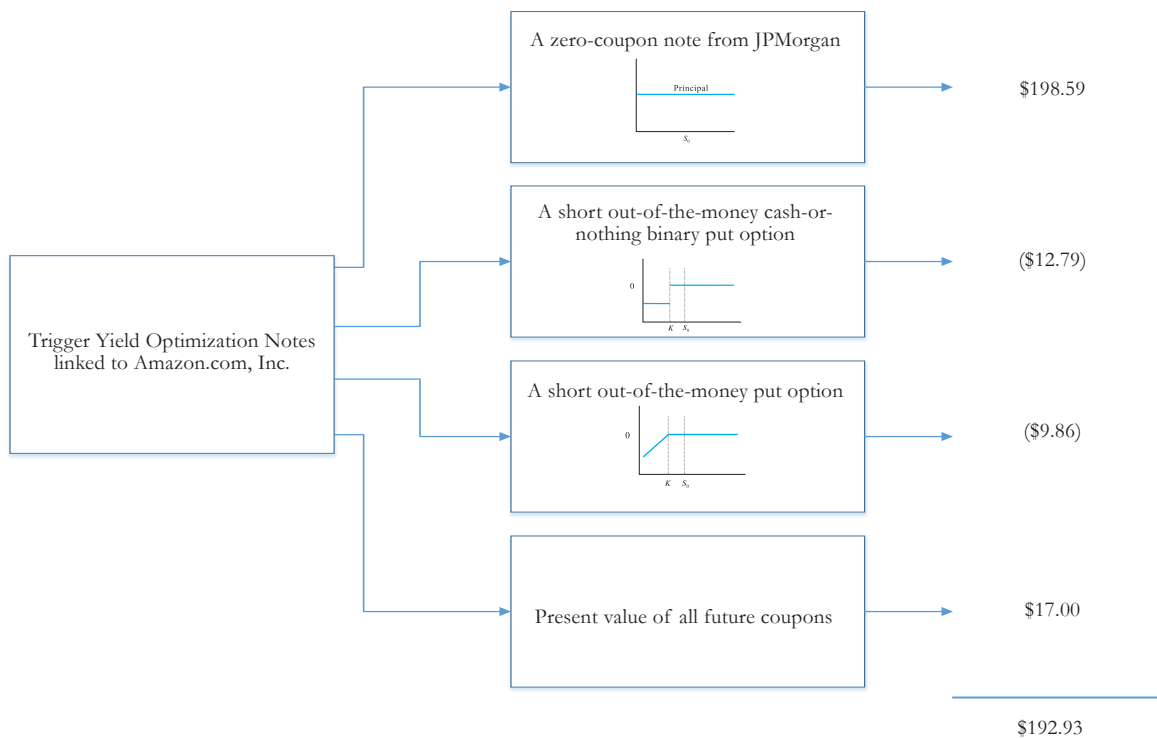 A zero-coupon note from JPMorgan
Principal
S0
$198.59
A short out-of-the-money cash-or-
nothing binary put option
0
K S0
($12.79)
Trigger Yield Optimization Notes
linked to Amazon.com, Inc.
A short out-of-the-money put option
0
K S0
($9.86)
Present value of all future coupons
$17.00
$192.93